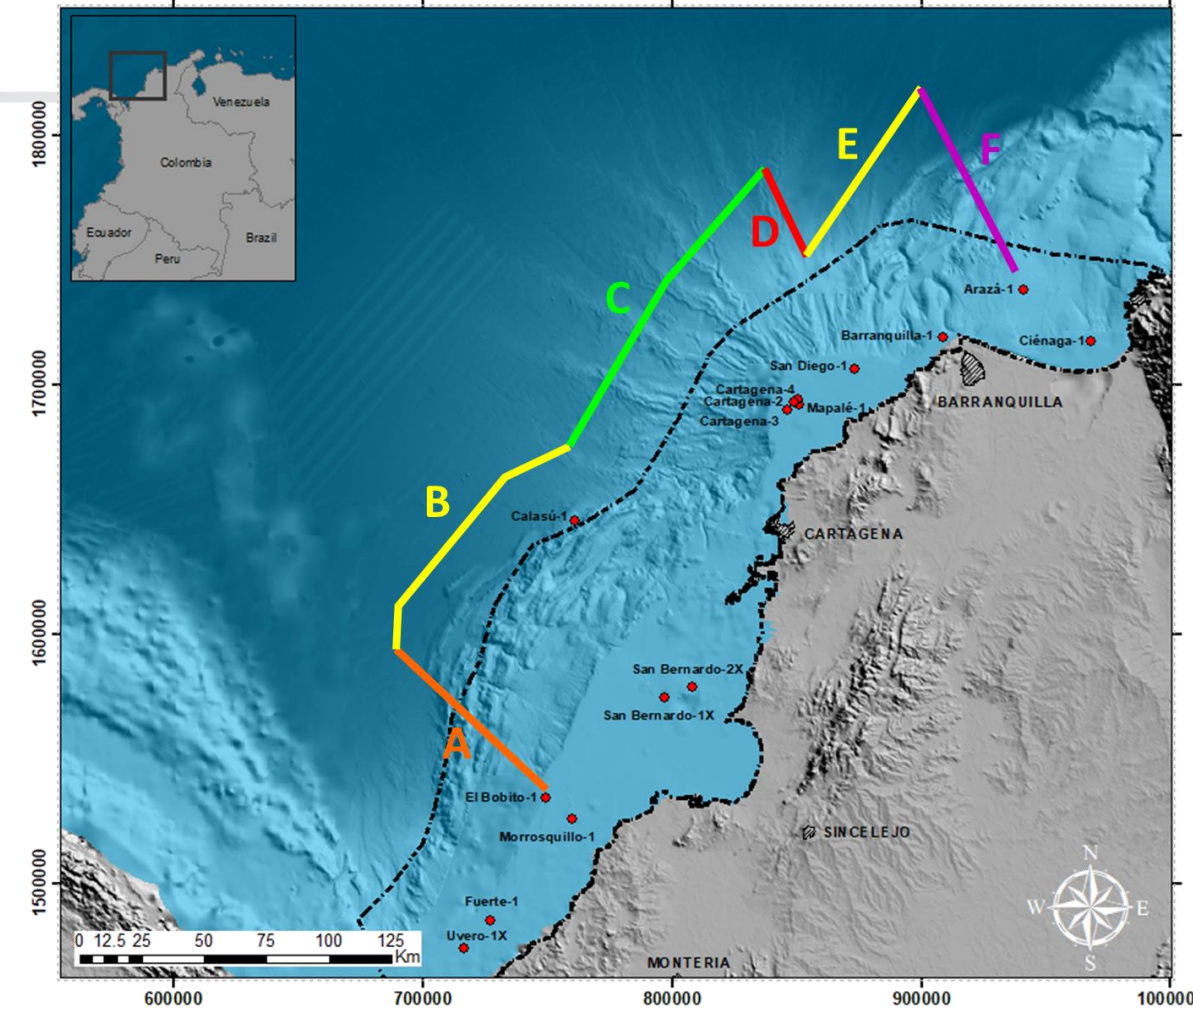 Venezuela
Colombia
Ecuador
Peru
Brazil
1800000
1700000
1600000
1500000
E
F
D
C
B
A
Arazá-1
Barranquilla-1
Ciénaga-1
San Diego-1
Cartagena-4
Cartagena-2
Mapalé-1
Cartagena-3
BARRANQUILLA
Calasú-1
CARTAGENA
San Bernardo-2X
San Bernardo-1X
El Bobito-1
Morrosquillo-1
SINCELEJO
Fuerte-1
Uvero-1X
MONTERIA
N
W E
S
0 12.5 25 50 75 100 125
Km
600000 700000 800000 900000 100000